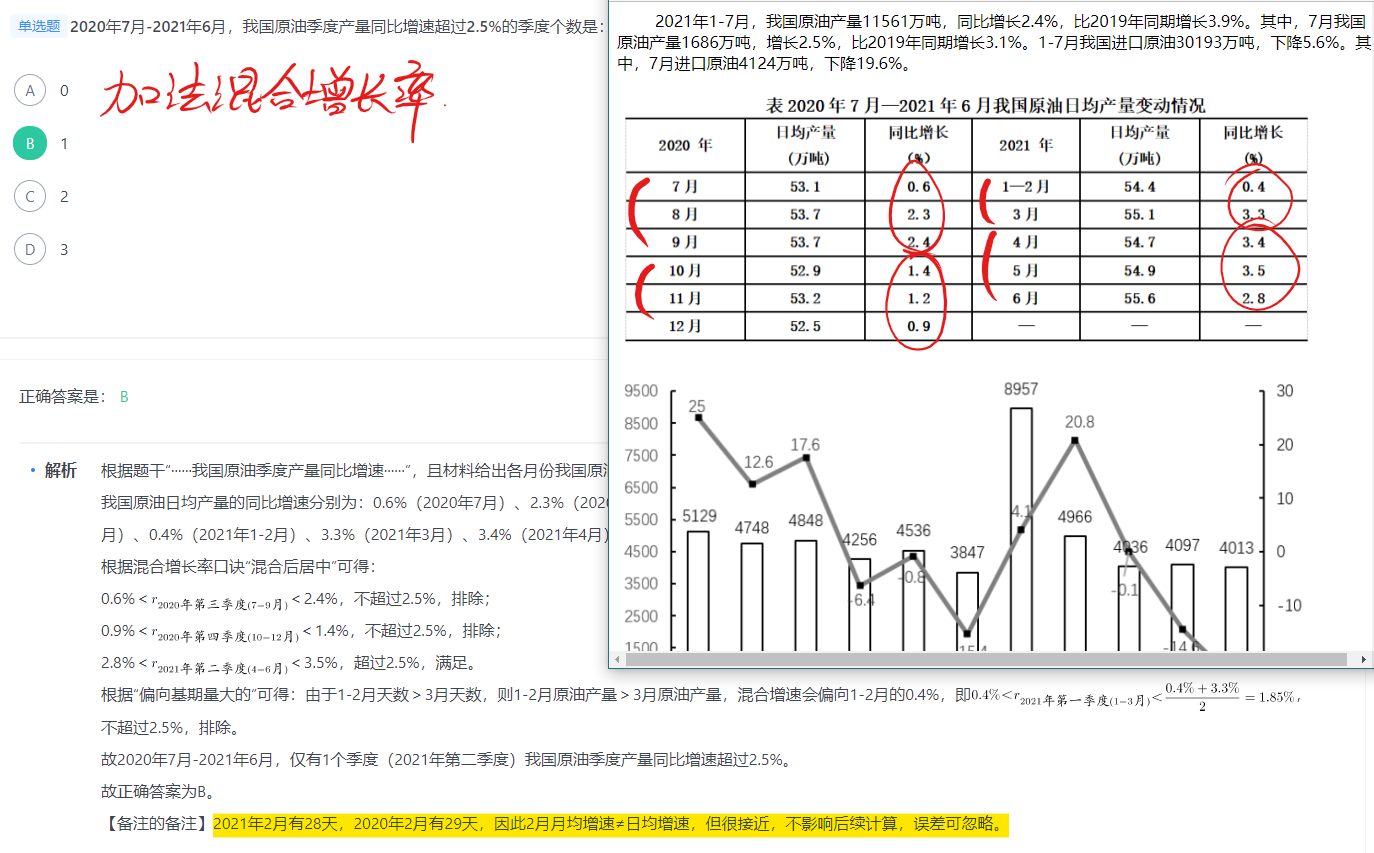 单选题 2020年7月-2021年6月，我国原油季度产量同比增速超过2.5%的季度个数是：
A 0
B 1
C 2
D 3
加法混合增长率.
正确答案是： B
• 解析 根据题干“……我国原油季度产量同比增速……”，且材料给出各月份我国原
我国原油日均产量的同比增速分别为：0.6%（2020年7月）、2.3%（202
月）、0.4%（2021年1-2月）、3.3%（2021年3月）、3.4%（2021年4月）
根据混合增长率口诀“混合后居中”可得：
0.6%＜r2020年第三季度(7−9月)＜2.4%，不超过2.5%，排除；
0.9%＜r2020年第四季度(10−12月)＜1.4%，不超过2.5%，排除；
2.8%＜r2021年第二季度(4−6月)＜3.5%，超过2.5%，满足。
根据“偏向基期量大的”可得：由于1-2月天数＞3月天数，则1-2月原油产量＞3月原油产量，混合增速会偏向1-2月的0.4%，即0.4%<r2021年第一季度(1−3月)<(0.4%+3.3%)/2=1.85%，
不超过2.5%，排除。
故2020年7月-2021年6月，仅有1个季度（2021年第二季度）我国原油季度产量同比增速超过2.5%。
故正确答案为B。
【备注的备注】2021年2月有28天，2020年2月有29天，因此2月月均增速≠日均增速，但很接近，不影响后续计算，误差可忽略。
2021年1-7月，我国原油产量11561万吨，同比增长2.4%，比2019年同期增长3.9%。其中，7月我国
原油产量1686万吨，增长2.5%，比2019年同期增长3.1%。1-7月我国进口原油30193万吨，下降5.6%。其
中，7月进口原油4124万吨，下降19.6%。
表 2020 年 7 月—2021 年 6 月我国原油日均产量变动情况
2020 年 日均产量 同比增长 2021 年 日均产量 同比增长
(万吨) (%) (万吨) (%)
7 月 53.1 0.6 1—2 月 54.4 0.4
8 月 53.7 2.3 3 月 55.1 3.3
9 月 53.7 2.4 4 月 54.7 3.4
10 月 52.9 1.4 5 月 54.9 3.5
11 月 53.2 1.2 6 月 55.6 2.8
12 月 52.5 0.9 — — —
9500 8957 30
25 20.8
8500
17.6 20
7500
12.6
6500 10
5129 4748 4848 4256 4536 3847 4.1 4966 4036 4097 4013
5500
4500 0
-6.4 -0.8 -0.1
3500 -10
2500
1500 -15.4 -14.